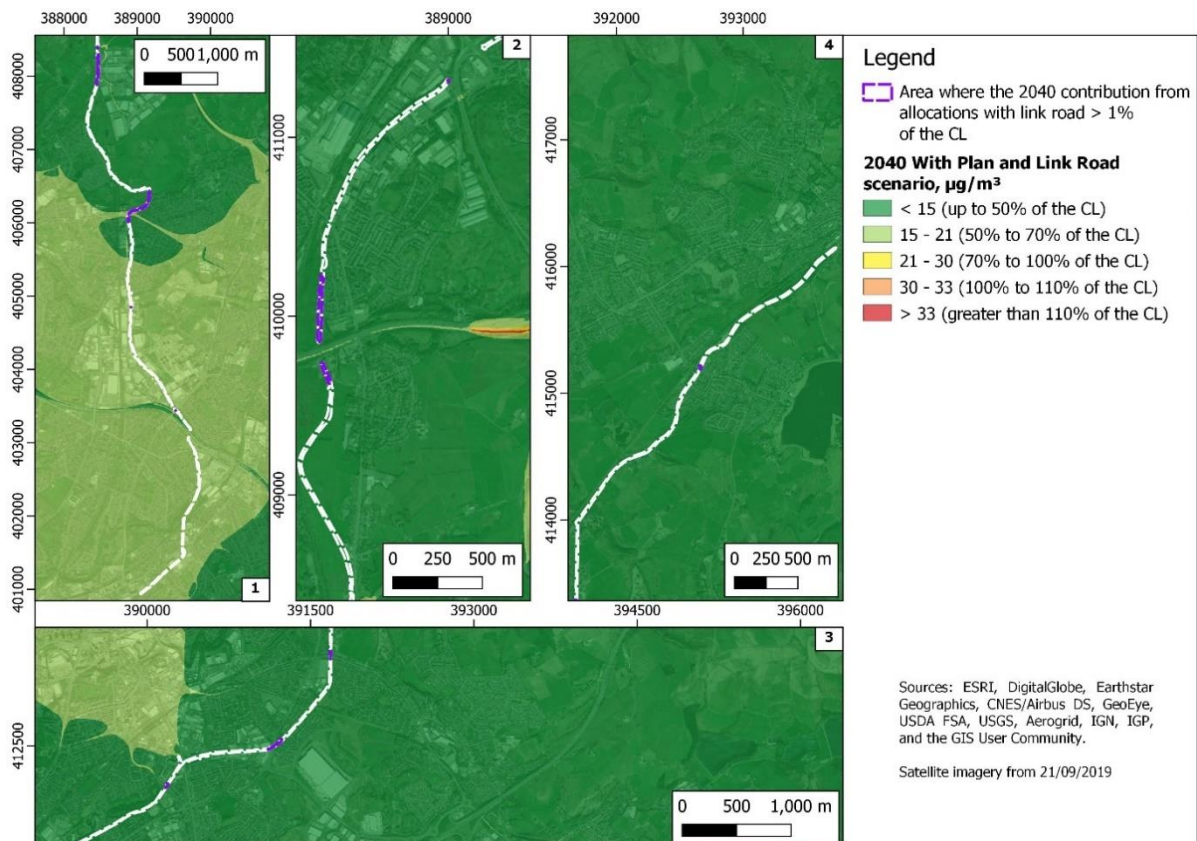 388000 389000 390000
389000
392000 393000
408000
407000
406000
405000
404000
403000
402000
401000
0 500 1,000 m
1
411000
410000
409000
2
0 250 500 m
417000
416000
415000
414000
4
0 250 500 m
Legend
Area where the 2040 contribution from
allocations with link road > 1%
of the CL
2040 With Plan and Link Road
scenario, µg/m³
< 15 (up to 50% of the CL)
15 - 21 (50% to 70% of the CL)
21 - 30 (70% to 100% of the CL)
30 - 33 (100% to 110% of the CL)
> 33 (greater than 110% of the CL)
390000 391500 393000 394500 396000
412500
3
0 500 1,000 m
Sources: ESRI, DigitalGlobe, Earthstar
Geographics, CNES/Airbus DS, GeoEye,
USDA FSA, USGS, Aerogrid, IGN, IGP,
and the GIS User Community.
Satellite imagery from 21/09/2019